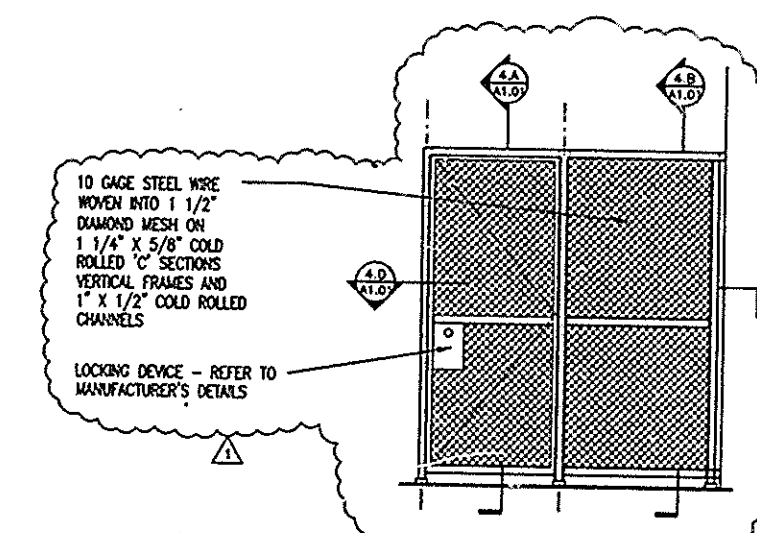 4.A
A1.01
4.B
A1.01
10 GAGE STEEL WIRE
WOVEN INTO 1 1/2"
DIAMOND MESH ON
1 1/4" X 5/8" COLD
ROLLED 'C' SECTIONS
VERTICAL FRAMES AND
1" X 1/2" COLD ROLLED
CHANNELS
4.D
A1.01
LOCKING DEVICE - REFER TO
MANUFACTURER'S DETAILS
1